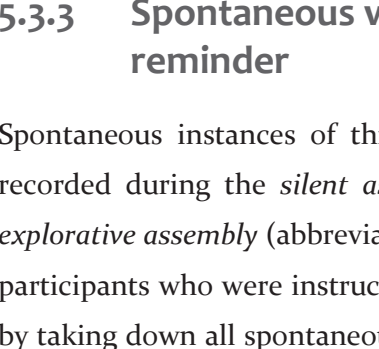 5.3.3 Spontaneous
reminder
Spontaneous instances of
recorded during the silent
explorative assembly
participants who were
by taking down all